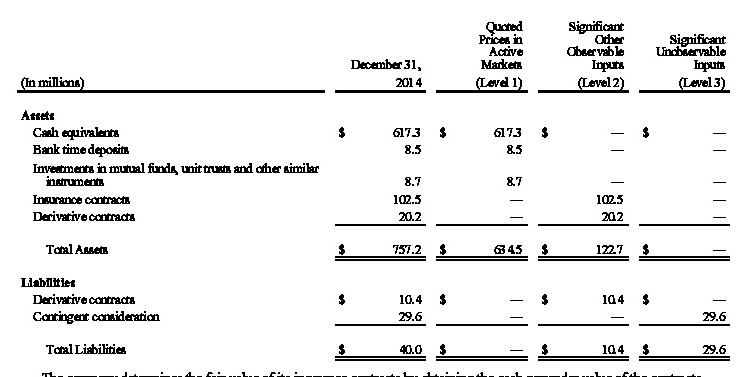 Quoted
Prices in
Active
Markets
(Level 1)
Significant
Other
Observable
Inputs
(Level 2)
Significant
Unobservable
Inputs
(Level 3)
December 31,
2014
(In millions)
Assets
Cash equivalents $ 617.3 $ 617.3 $ — $ —
Bank time deposits 8.5 8.5 — —
Investments in mutual funds, unit trusts and other similar
instruments 8.7 8.7 — —
Insurance contracts 102.5 — 102.5 —
Derivative contracts 20.2 — 20.2 —
Total Assets $ 757.2 $ 634.5 $ 122.7 $ —
Liabilities
Derivative contracts $ 10.4 $ — $ 10.4 $ —
Contingent consideration 29.6 — — 29.6
Total Liabilities $ 40.0 $ — $ 10.4 $ 29.6